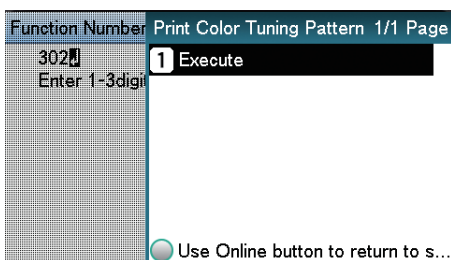 Function Number
302
Enter 1-3digi
Print Color Tuning Pattern 1/1 Page
1 Execute
Use Online button to return to s...